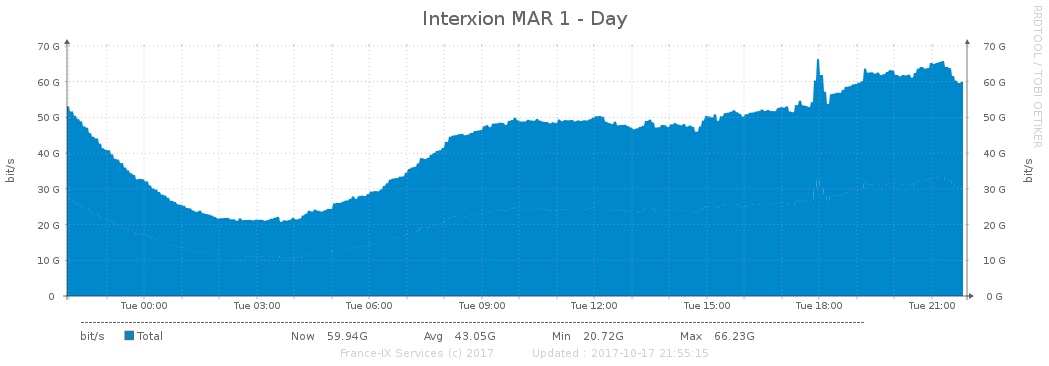 Interxion MAR 1 - Day
RRDTOOL / TOBI OETIKER
70 G 70 G
60 G 60 G
50 G 50 G
40 G 40 G
30 G 30 G
20 G 20 G
10 G 10 G
0 0 G
bit/s bit/s
Tue 00:00 Tue 03:00 Tue 06:00 Tue 09:00 Tue 12:00 Tue 15:00 Tue 18:00 Tue 21:00
bit/s Total Now 59.94G Avg 43.05G Min 20.72G Max 66.23G
France-IX Services (c) 2017 Updated : 2017-10-17 21:55:15